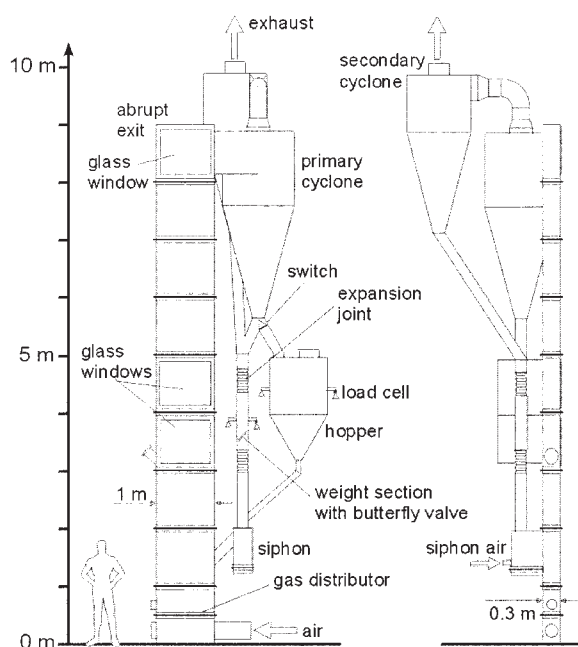 exhaust
10 m
abrupt
exit
glass
window
primary
cyclone
switch
expansion
joint
5 m
glass
windows
load cell
hopper
1 m
weight section
with butterfly valve
siphon
gas distributor
air
0 m
secondary
cyclone
siphon air
0.3 m